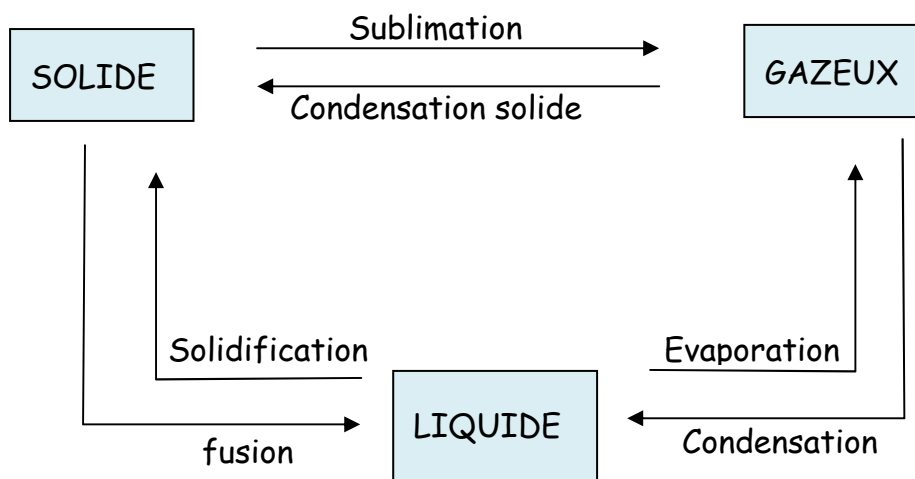 Sublimation
SOLIDE
GAZEUX
Condensation solide
Solidification
Evaporation
LIQUIDE
fusion
Condensation